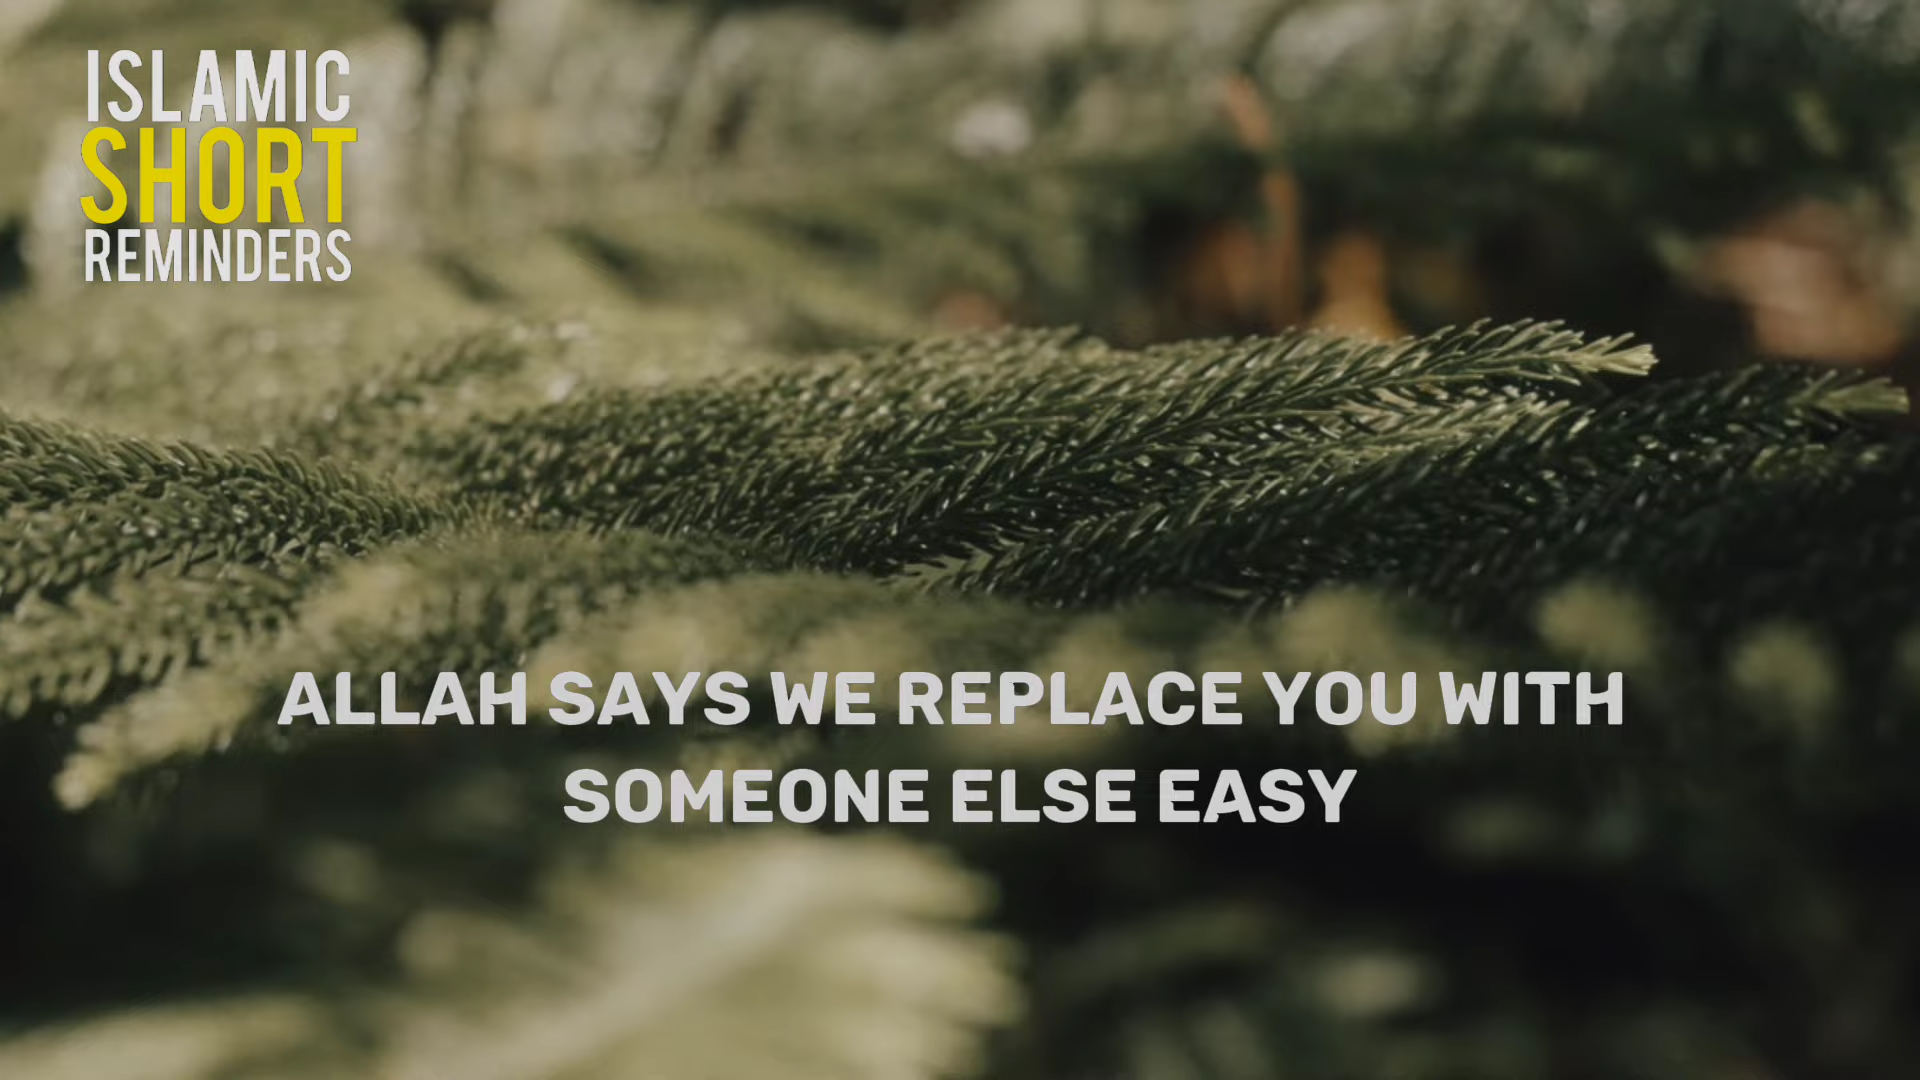 ISLAMIC
SHORT
REMINDERS
ALLAH SAYS WE REPLACE YOU WITH
SOMEONE ELSE EASY